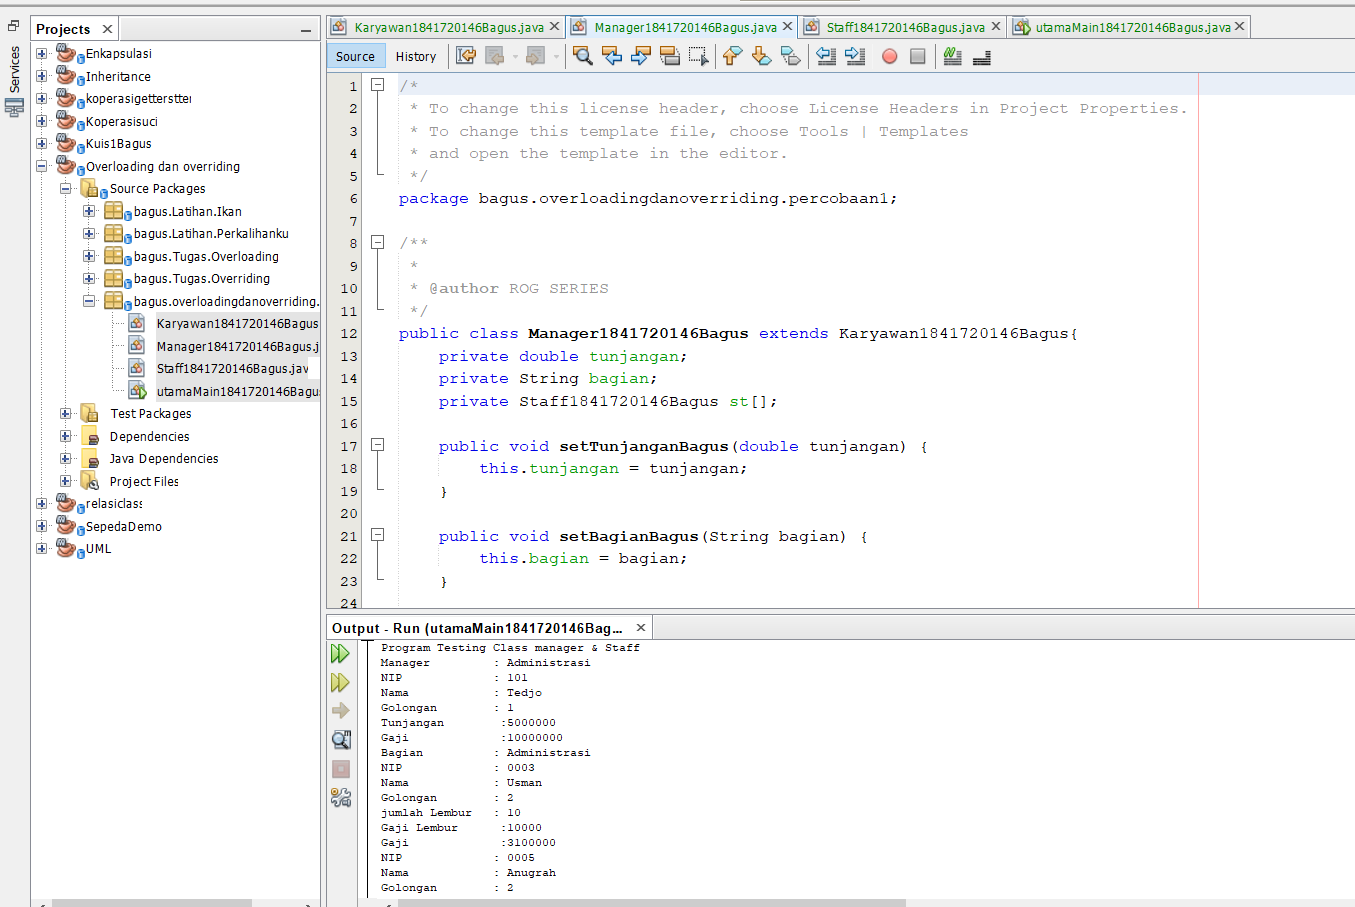 Services
Projects
Enkapsulasi
Inheritance
koperasigettersttei
Koperasisuci
Kuis1Bagus
Overloading dan overriding
Source Packages
bagus.Latihan.Ikan
bagus.Latihan.Perkalihanku
bagus.Tugas.Overloading
bagus.Tugas.Overriding
bagus.overloadingdanoverriding.
Karyawan1841720146Bagus
Manager1841720146Bagus.j
Staff1841720146Bagus.jav
utamaMain1841720146Bagu
Test Packages
Dependencies
Java Dependencies
Project Files
relasiclass
SepedaDemo
UML
Karyawan1841720146Bagus.java Manager1841720146Bagus.java Staff1841720146Bagus.java utamaMain1841720146Bagus.java
Source History
1 /*
2 * To change this license header, choose License Headers in Project Properties.
3 * To change this template file, choose Tools | Templates
4 * and open the template in the editor.
5 */
6 package bagus.overloadingdanoverriding.percobaan1;
7
8 /**
9 *
10 * @author ROG SERIES
11 */
12 public class Manager1841720146Bagus extends Karyawan1841720146Bagus{
13 private double tunjangan;
14 private String bagian;
15 private Staff1841720146Bagus st[];
16
17 public void setTunjanganBagus(double tunjangan) {
18 this.tunjangan = tunjangan;
19 }
20
21 public void setBagianBagus(String bagian) {
22 this.bagian = bagian;
23 }
24
Output - Run (utamaMain1841720146Bag...
Program Testing Class manager & Staff
Manager : Administrasi
NIP : 101
Nama : Tedjo
Golongan : 1
Tunjangan :5000000
Gaji :10000000
Bagian : Administrasi
NIP : 0003
Nama : Usman
Golongan : 2
jumlah Lembur : 10
Gaji Lembur :10000
Gaji :3100000
NIP : 0005
Nama : Anugrah
Golongan : 2